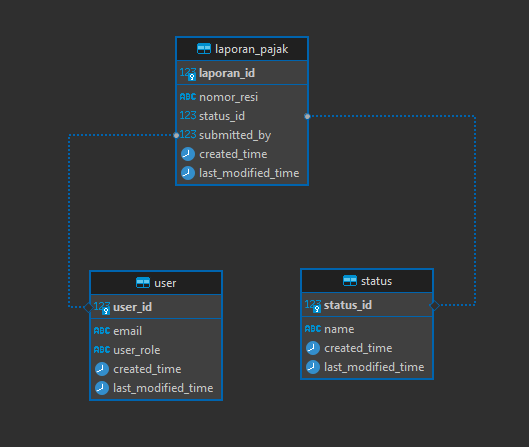 laporan_pajak
123 laporan_id
ABC nomor_resi
123 status_id
123 submitted_by
created_time
last_modified_time
user
123 user_id
ABC email
ABC user_role
created_time
last_modified_time
status
123 status_id
ABC name
created_time
last_modified_time